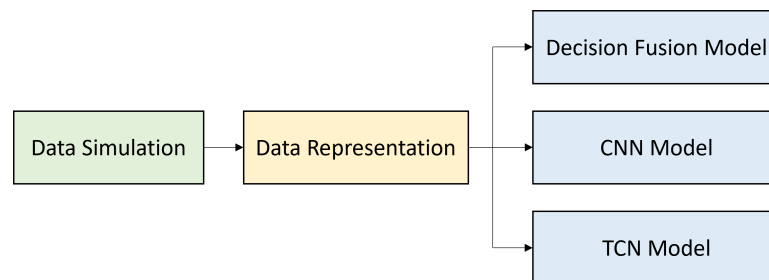 Data Simulation
Data Representation
Decision Fusion Model
CNN Model
TCN Model